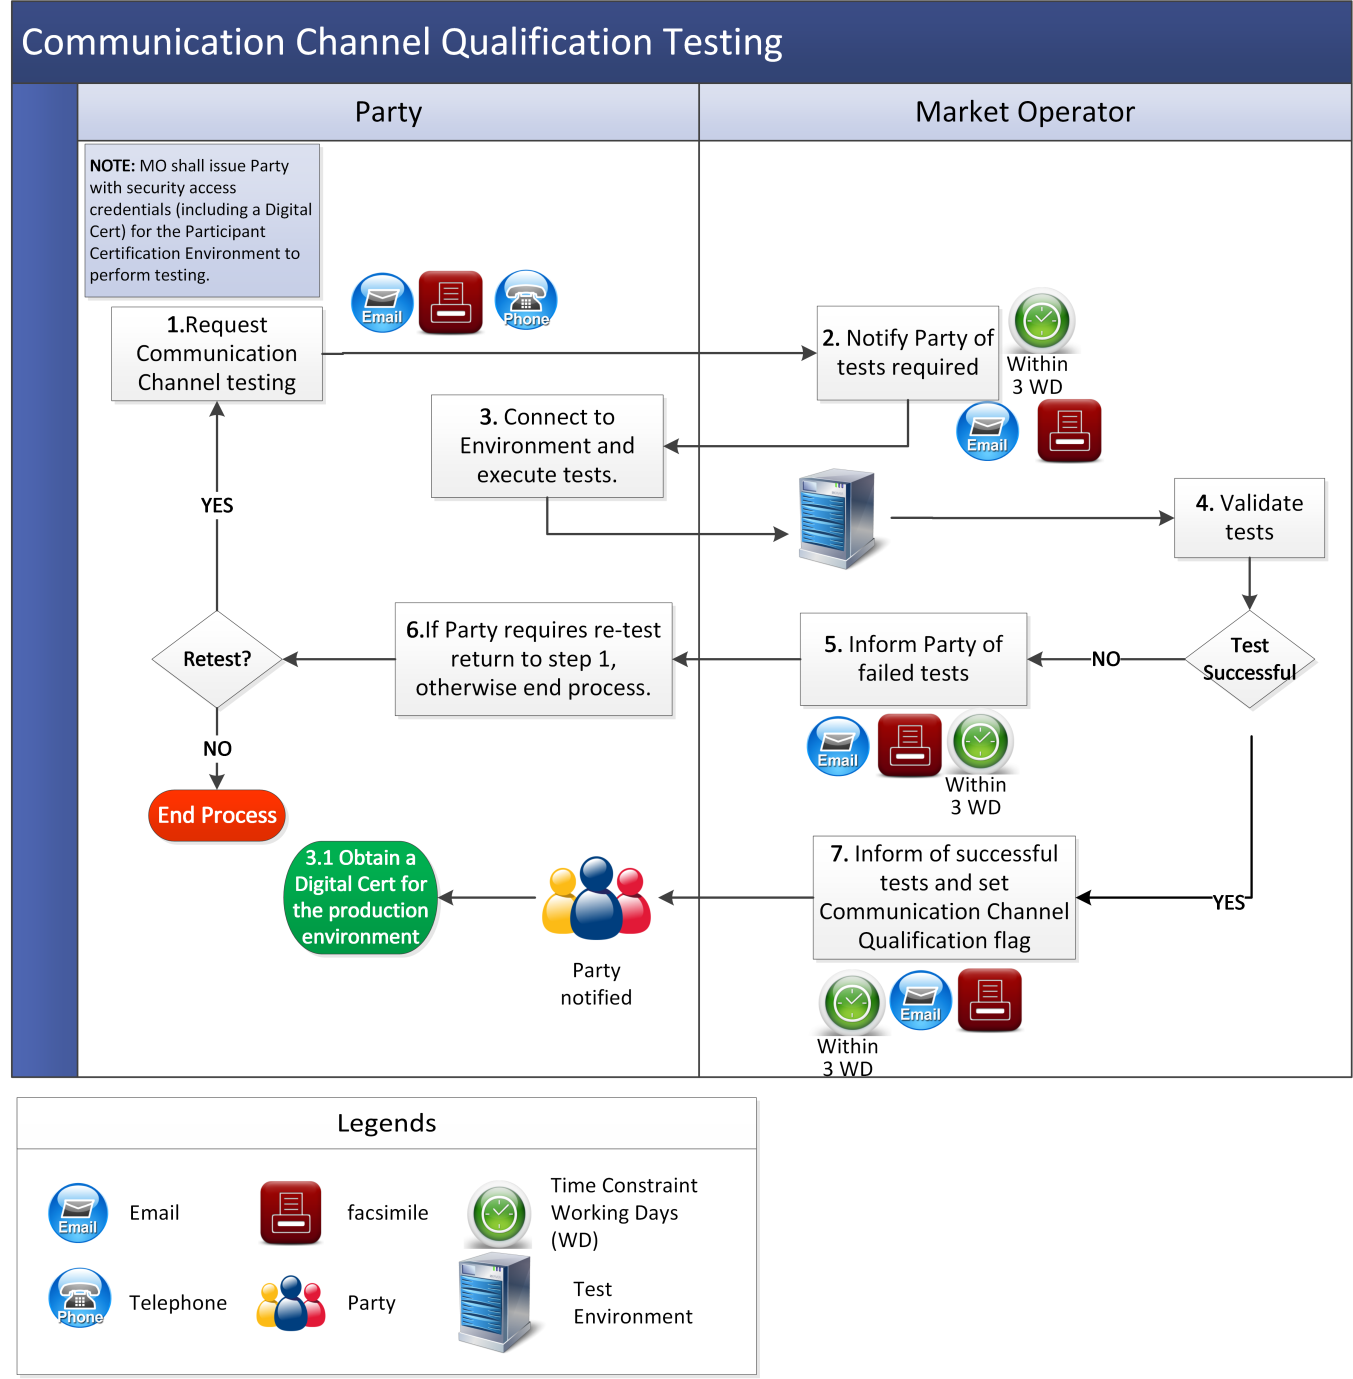 Communication Channel Qualification Testing
Party
Market Operator
NOTE: MO shall issue Party
with security access
credentials (including a Digital
Cert) for the Participant
Certification Environment to
perform testing.
Email
Phone
1.Request
Communication
Channel testing
2. Notify Party of
tests required
Within
3 WD
Email
3. Connect to
Environment and
execute tests.
YES
4. Validate
tests
6.If Party requires re-test
return to step 1,
otherwise end process.
Retest?
5. Inform Party of
failed tests
NO
Test
Successful
NO
Email
Within
3 WD
End Process
3.1 Obtain a
Digital Cert for
the production
environment
Party
notified
7. Inform of successful
tests and set
Communication Channel
Qualification flag
YES
Within
3 WD
Email
Legends
Email
Email
facsimile
Time Constraint
Working Days
(WD)
Phone
Telephone
Party
Test
Environment